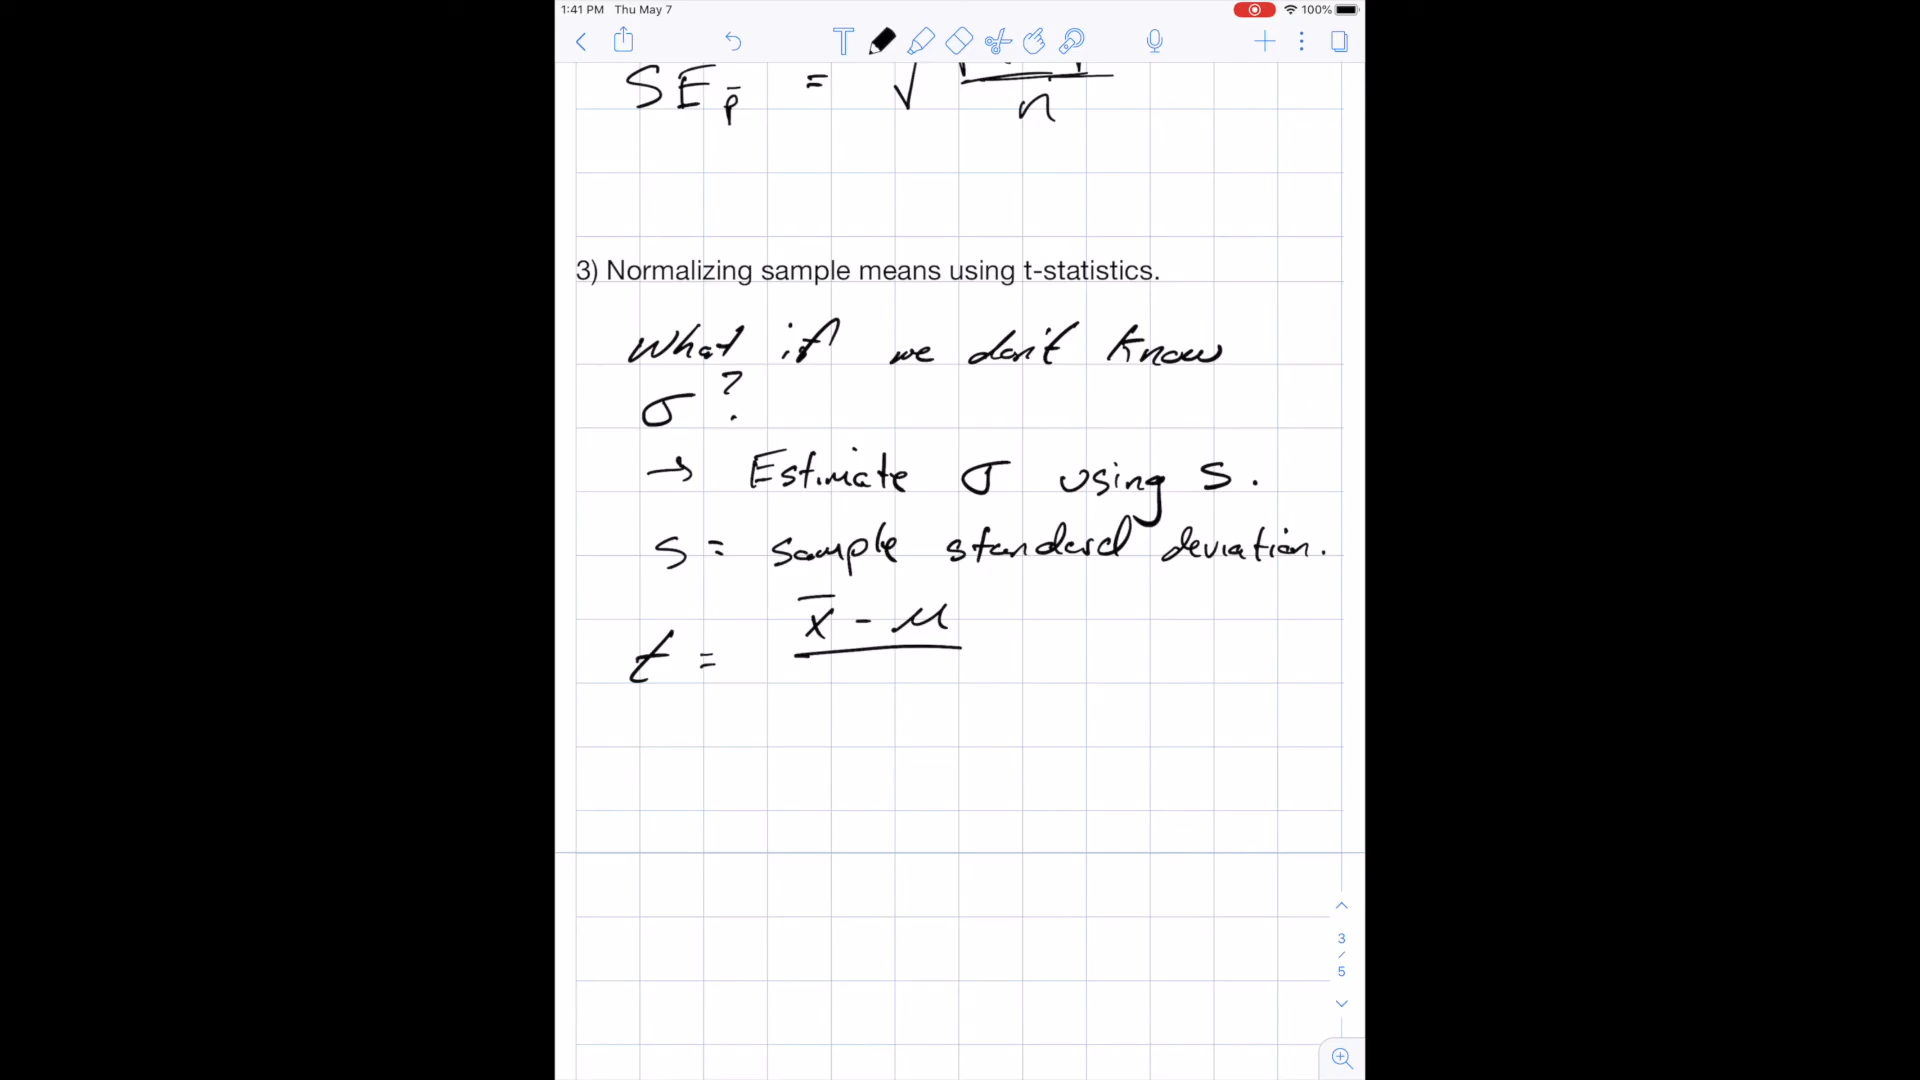 1:41 PM Thu May 7 100%
T
SE p̄ = √ n
3) Normalizing sample means using t-statistics.
What if we don't know
σ ?
→ Estimate σ using s.
s = sample standard deviation.
x̄ - μ
t =
3
/
5